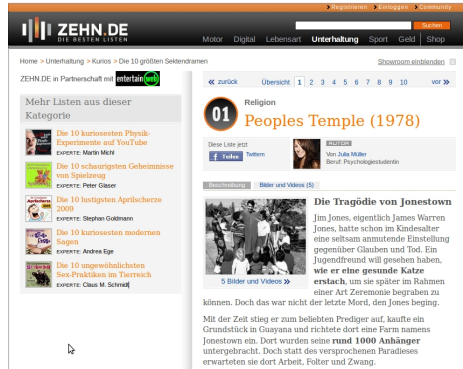 Registrieren Einloggen Community
ZEHN.DE
DIE BESTEN LISTEN
Suchen
Motor Digital Lebensart Unterhaltung Sport Geld Shop
Home > Unterhaltung > Kurios > Die 10 größten Sektendramen
Showroom einblenden
ZEHN.DE in Partnerschaft mit entertainweb
« zurück Übersicht 1 2 3 4 5 6 7 8 9 10 vor »
Mehr Listen aus dieser
Kategorie
Die 10 kuriosesten Physik-
Experimente auf YouTube
EXPERTE: Martin Michl
Die 10 schaurigsten Geheimnisse
von Spielzeug
EXPERTE: Peter Glaser
Die 10 lustigsten Aprilscherze
2009
EXPERTE: Stephan Goldmann
Die 10 kuriosesten modernen
Sagen
EXPERTE: Andrea Ege
Die 10 ungewöhnlichsten
Sex-Praktiken im Tierreich
EXPERTE: Claus M. Schmidt
01
Religion
Peoples Temple (1978)
Diese Liste jetzt
Teilen Twittern
AUTOR
Von Julia Müller
Beruf: Psychologiestudentin
Beschreibung Bilder und Videos (5)
5 Bilder und Videos »
Die Tragödie von Jonestown
Jim Jones, eigentlich James Warren
Jones, hatte schon im Kindesalter
eine seltsam anmutende Einstellung
gegenüber Glauben und Tod. Ein
Jugendfreund will gesehen haben,
wie er eine gesunde Katze
erstach, um sie später im Rahmen
einer Art Zeremonie begraben zu
können. Doch das war nicht der letzte Mord, den Jones beging.
Mit der Zeit stieg er zum beliebten Prediger auf, kaufte ein
Grundstück in Guayana und richtete dort eine Farm namens
Jonestown ein. Dort wurden seine rund 1000 Anhänger
untergebracht. Doch statt des versprochenen Paradieses
erwarteten sie dort Arbeit, Folter und Zwang.